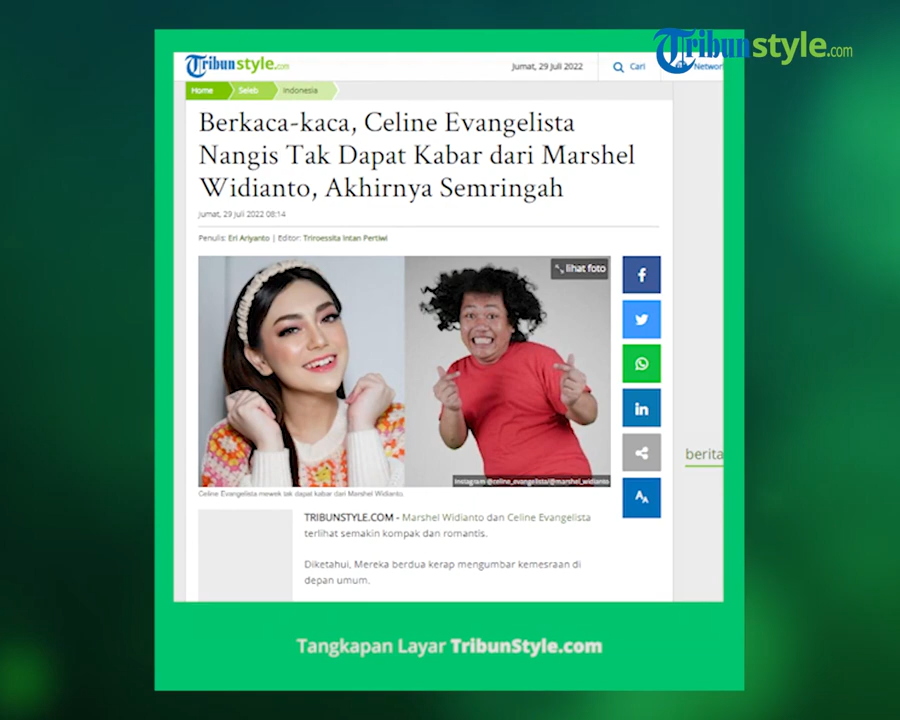 Tribunstyle.com
Tribunstyle.com
Jumat, 29 Juli 2022
Cari
Network
Home
Seleb
Indonesia
Berkaca-kaca, Celine Evangelista
Nangis Tak Dapat Kabar dari Marshel
Widianto, Akhirnya Semringah
Jumat, 29 Juli 2022 08:14
Penulis: Eri Ariyanto | Editor: Triroessita Intan Pertiwi
lihat foto
Instagram @celine_evangelista/@marshel_widianto
Celine Evangelista mewek tak dapat kabar dari Marshel Widianto.
berita
TRIBUNSTYLE.COM - Marshel Widianto dan Celine Evangelista
terlihat semakin kompak dan romantis.
Diketahui, Mereka berdua kerap mengumbar kemesraan di
depan umum.
Tangkapan Layar TribunStyle.com